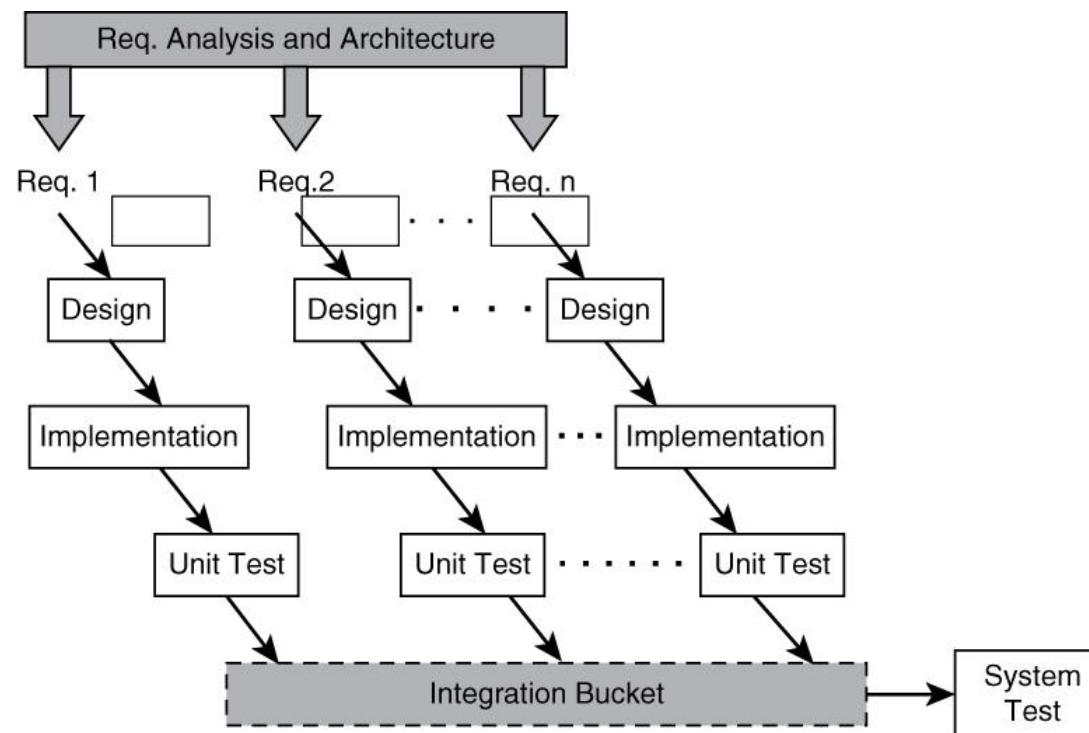 Req. Analysis and Architecture
Req. 1
Req.2
Req. n
Design
Design
Design
Implementation
Implementation
Implementation
Unit Test
Unit Test
Unit Test
Integration Bucket
System
Test